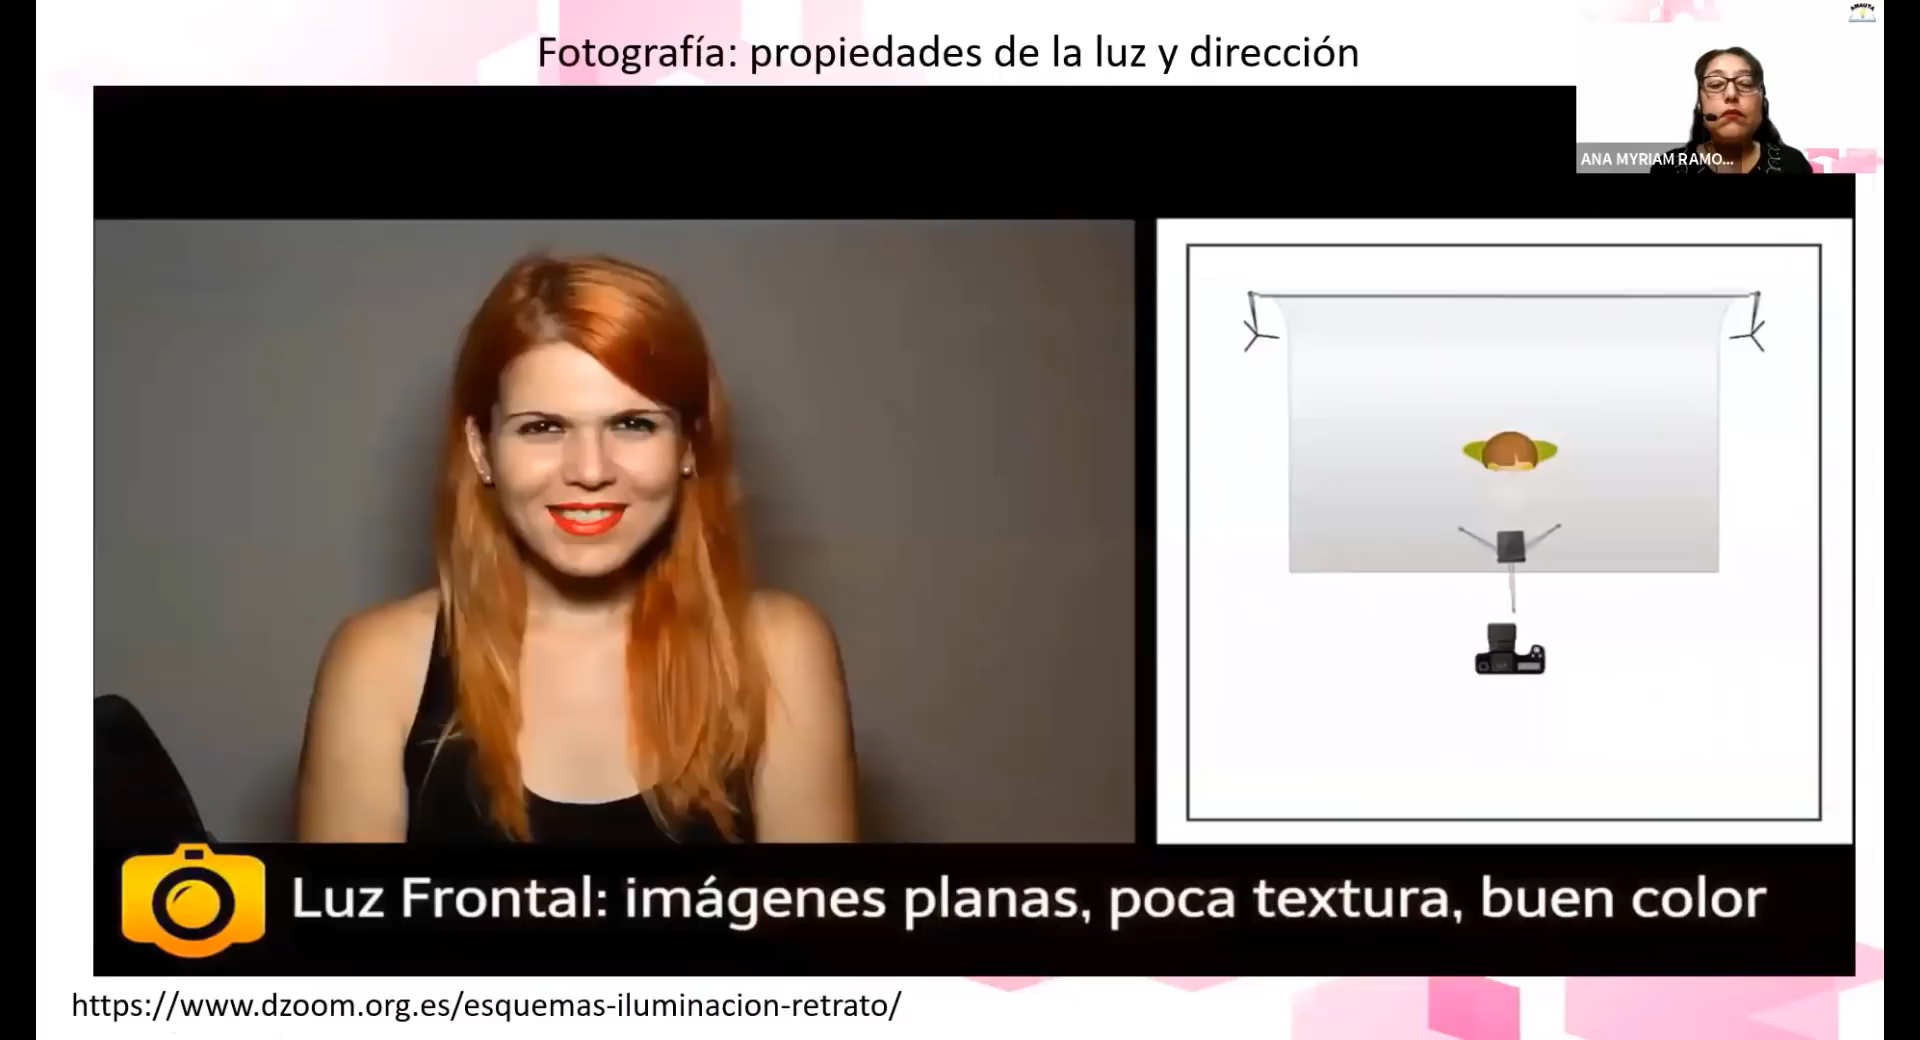 Fotografía: propiedades de la luz y dirección
AMAUTA
ANA MYRIAM RAMO...
Luz Frontal: imágenes planas, poca textura, buen color
https://www.dzoom.org.es/esquemas-iluminacion-retrato/